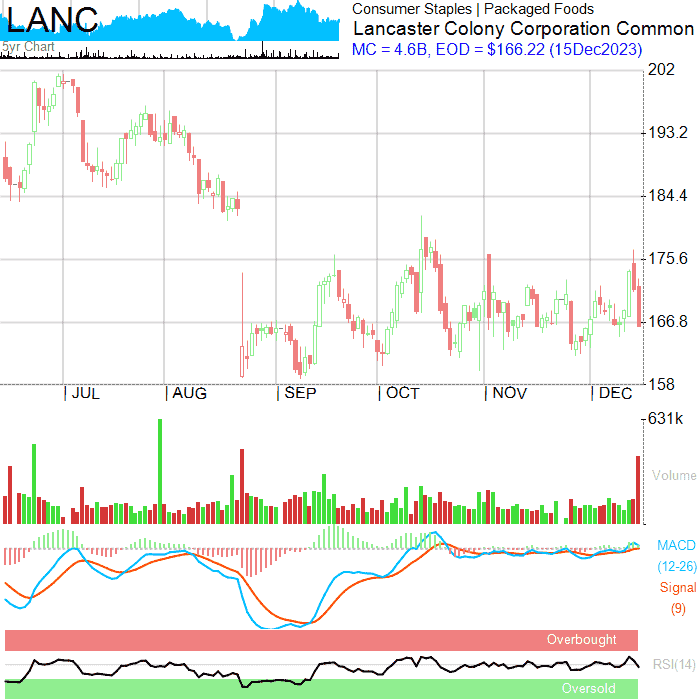 LANC
5yr Chart
Consumer Staples | Packaged Foods
Lancaster Colony Corporation Common
MC = 4.6B, EOD = $166.22 (15Dec2023)
202
193.2
184.4
175.6
166.8
158
| JUL | AUG | SEP | OCT | NOV | DEC
631k
Volume
MACD
(12-26)
Signal
(9)
Overbought
RSI(14)
Oversold